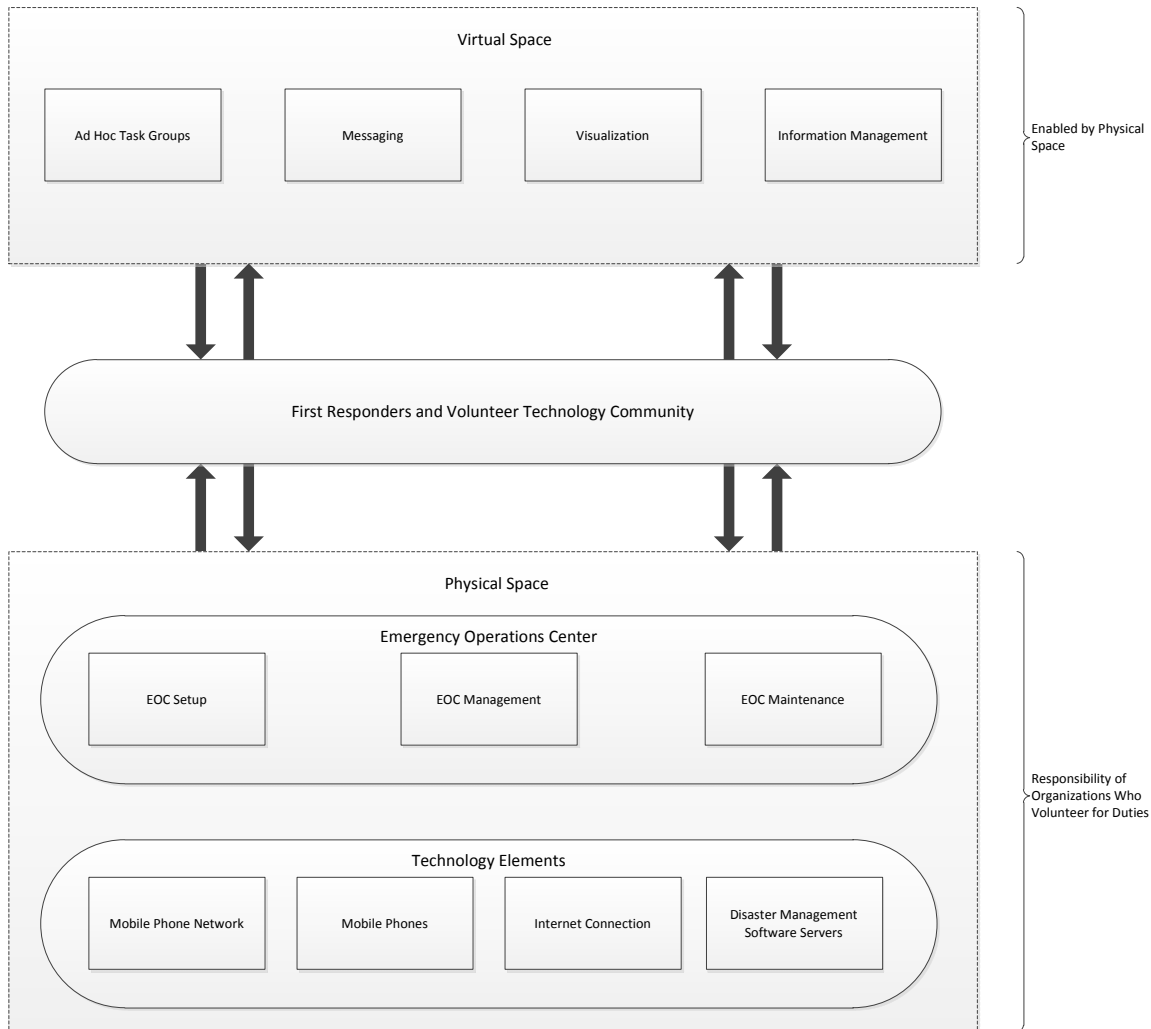 Virtual Space
Ad Hoc Task Groups
Messaging
Visualization
Information Management
Enabled by Physical
Space
First Responders and Volunteer Technology Community
Physical Space
Emergency Operations Center
EOC Setup
EOC Management
EOC Maintenance
Responsibility of
Organizations Who
Volunteer for Duties
Technology Elements
Mobile Phone Network
Mobile Phones
Internet Connection
Disaster Management
Software Servers